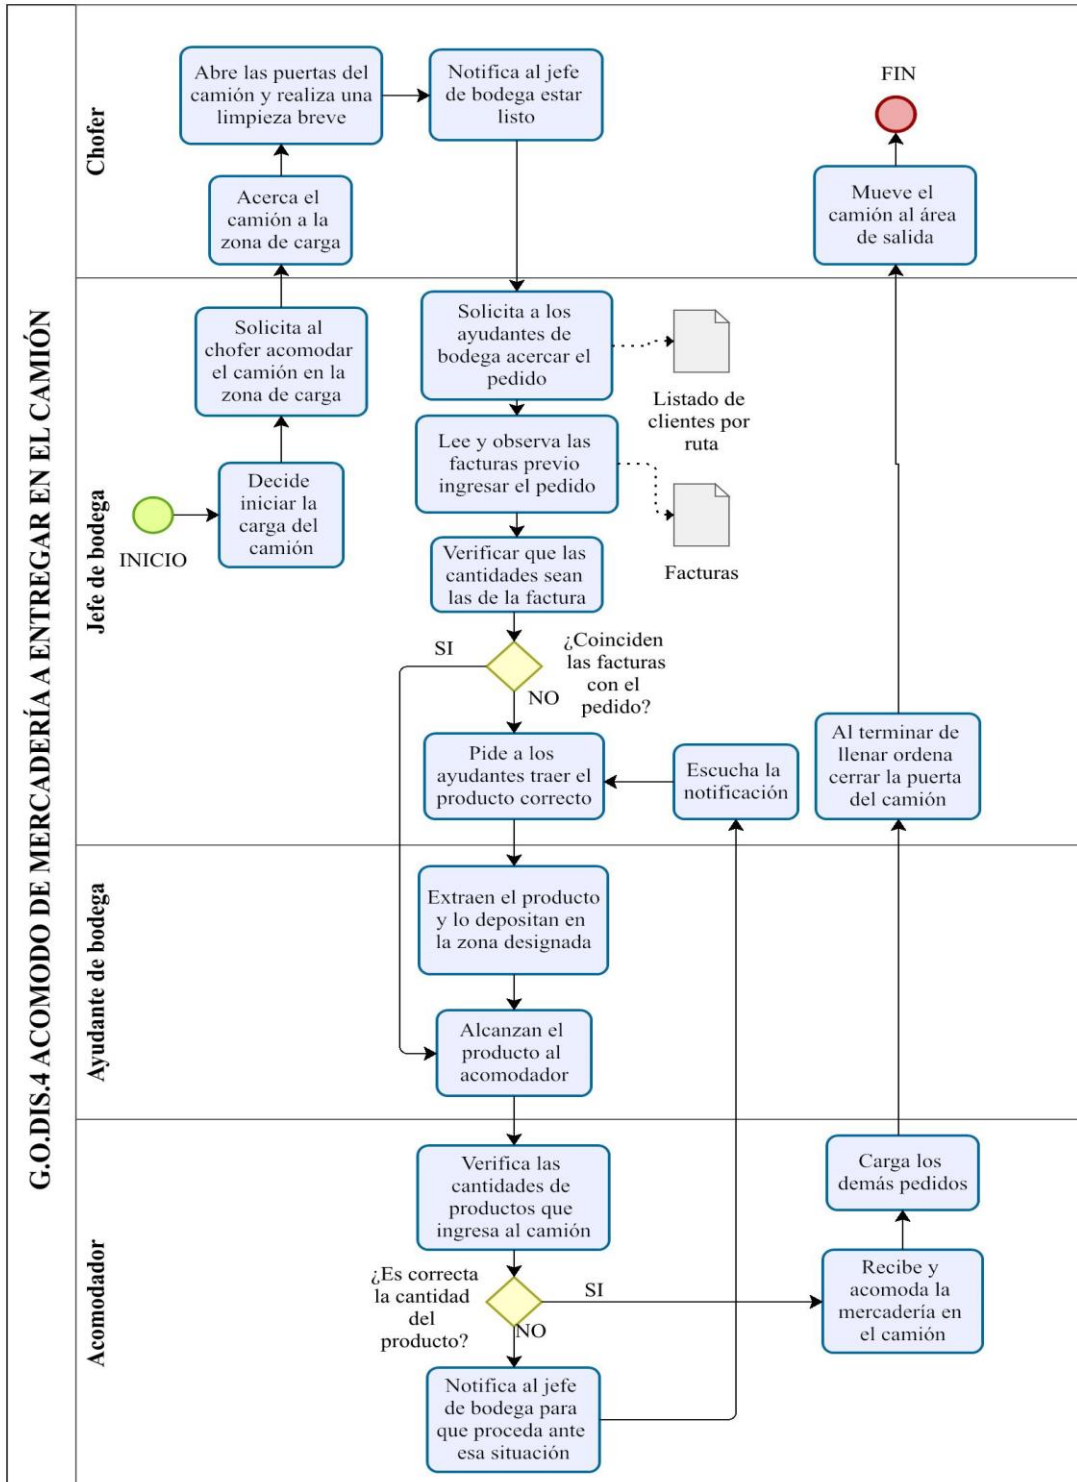 G.O.DIS.4 ACOMODO DE MERCADERÍA A ENTREGAR EN EL CAMIÓN
Chofer
Abre las puertas del
camión y realiza una
limpieza breve
Notifica al jefe
de bodega estar
listo
FIN
Acerca el
camión a la
zona de carga
Mueve el
camión al área
de salida
Jefe de bodega
Solicita al
chofer acomodar
el camión en la
zona de carga
Solicita a los
ayudantes de
bodega acercar el
pedido
Listado de
clientes por
ruta
INICIO
Decide
iniciar la
carga del
camión
Lee y observa las
facturas previo
ingresar el pedido
Facturas
Verificar que las
cantidades sean
las de la factura
SI
¿Coinciden
las facturas
con el
pedido?
NO
Pide a los
ayudantes traer el
producto correcto
Escucha la
notificación
Al terminar de
llenar ordena
cerrar la puerta
del camión
Ayudante de bodega
Extraen el producto
y lo depositan en
la zona designada
Alcanzan el
producto al
acomodador
Acomodador
Verifica las
cantidades de
productos que
ingresa al camión
Carga los
demás pedidos
¿Es correcta
la cantidad
del
producto?
SI
NO
Recibe y
acomoda la
mercadería en
el camión
Notifica al jefe
de bodega para
que proceda ante
esa situación